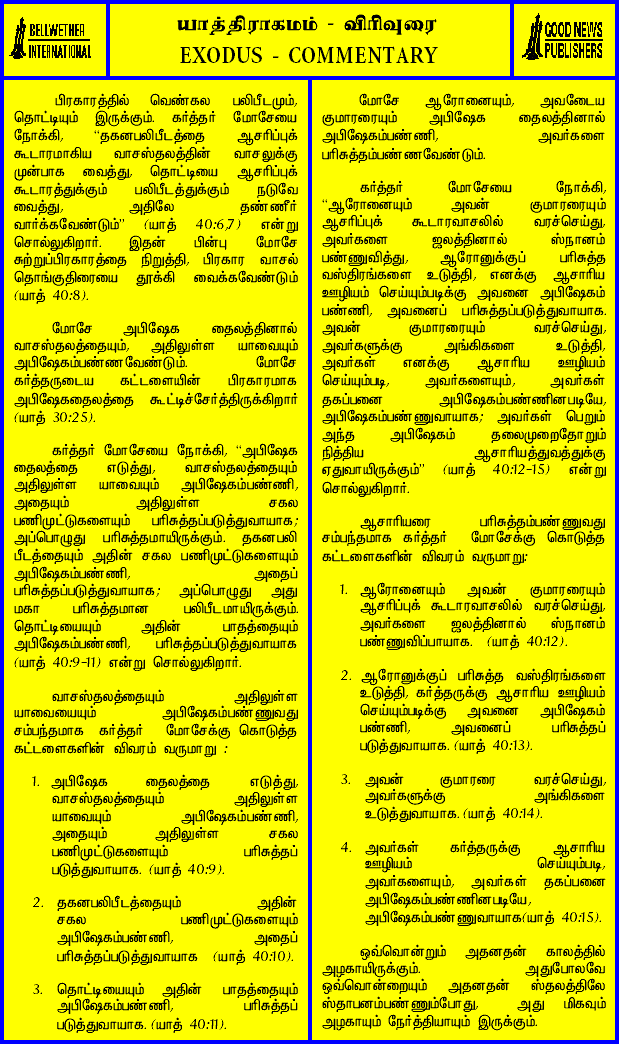 BELLWETHER
INTERNATIONAL
யாத்திராகமம் - விரிவுரை
EXODUS - COMMENTARY
GOOD NEWS
PUBLISHERS
பிரகாரத்தில் வெண்கல பலிபீடமும்,
தொட்டியும் இருக்கும். கர்த்தர் மோசேயை
நோக்கி, “தகனபலிபீடத்தை ஆசரிப்புக்
கூடாரமாகிய வாசஸ்தலத்தின் வாசலுக்கு
முன்பாக வைத்து, தொட்டியை ஆசரிப்புக்
கூடாரத்துக்கும் பலிபீடத்துக்கும் நடுவே
வைத்து, அதிலே தண்ணீர்
வார்க்கவேண்டும்” (யாத் 40:6,7) என்று
சொல்லுகிறார். இதன் பின்பு மோசே
சுற்றுப்பிரகாரத்தை நிறுத்தி, பிரகார வாசல்
தொங்குதிரையை தூக்கி வைக்கவேண்டும்
(யாத் 40:8).
மோசே அபிஷேக தைலத்தினால்
வாசஸ்தலத்தையும், அதிலுள்ள யாவையும்
அபிஷேகம்பண்ணவேண்டும். மோசே
கர்த்தருடைய கட்டளையின் பிரகாரமாக
அபிஷேகதைலத்தை கூட்டிச்சேர்த்திருக்கிறார்
(யாத் 30:25).
கர்த்தர் மோசேயை நோக்கி, “அபிஷேக
தைலத்தை எடுத்து, வாசஸ்தலத்தையும்
அதிலுள்ள யாவையும் அபிஷேகம்பண்ணி,
அதையும் அதிலுள்ள சகல
பணிமுட்டுகளையும் பரிசுத்தப்படுத்துவாயாக;
அப்பொழுது பரிசுத்தமாயிருக்கும். தகனபலி
பீடத்தையும் அதின் சகல பணிமுட்டுகளையும்
அபிஷேகம்பண்ணி, அதைப்
பரிசுத்தப்படுத்துவாயாக; அப்பொழுது அது
மகா பரிசுத்தமான பலிபீடமாயிருக்கும்.
தொட்டியையும் அதின் பாதத்தையும்
அபிஷேகம்பண்ணி, பரிசுத்தப்படுத்துவாயாக
(யாத் 40:9-11) என்று சொல்லுகிறார்.
வாசஸ்தலத்தையும் அதிலுள்ள
யாவையையும் அபிஷேகம்பண்ணுவது
சம்பந்தமாக கர்த்தர் மோசேக்கு கொடுத்த
கட்டளைகளின் விவரம் வருமாறு :
1. அபிஷேக தைலத்தை எடுத்து,
வாசஸ்தலத்தையும் அதிலுள்ள
யாவையும் அபிஷேகம்பண்ணி,
அதையும் அதிலுள்ள சகல
பணிமுட்டுகளையும் பரிசுத்தப்
படுத்துவாயாக. (யாத் 40:9).
2. தகனபலிபீடத்தையும் அதின்
சகல பணிமுட்டுகளையும்
அபிஷேகம்பண்ணி, அதைப்
பரிசுத்தப்படுத்துவாயாக (யாத் 40:10).
3. தொட்டியையும் அதின் பாதத்தையும்
அபிஷேகம்பண்ணி, பரிசுத்தப்
படுத்துவாயாக. (யாத் 40:11).
மோசே ஆரோனையும், அவடைய
குமாரரையும் அபிஷேக தைலத்தினால்
அபிஷேகம்பண்ணி, அவர்களை
பரிசுத்தம்பண்ணவேண்டும்.
கர்த்தர் மோசேயை நோக்கி,
“ஆரோனையும் அவன் குமாரரையும்
ஆசரிப்புக் கூடாரவாசலில் வரச்செய்து,
அவர்களை ஜலத்தினால் ஸ்நானம்
பண்ணுவித்து, ஆரோனுக்குப் பரிசுத்த
வஸ்திரங்களை உடுத்தி, எனக்கு ஆசாரிய
ஊழியம் செய்யும்படிக்கு அவனை அபிஷேகம்
பண்ணி, அவனைப் பரிசுத்தப்படுத்துவாயாக.
அவன் குமாரரையும் வரச்செய்து,
அவர்களுக்கு அங்கிகளை உடுத்தி,
அவர்கள் எனக்கு ஆசாரிய ஊழியம்
செய்யும்படி, அவர்களையும், அவர்கள்
தகப்பனை அபிஷேகம்பண்ணினபடியே,
அபிஷேகம்பண்ணுவாயாக; அவர்கள் பெறும்
அந்த அபிஷேகம் தலைமுறைதோறும்
நித்திய ஆசாரியத்துவத்துக்கு
ஏதுவாயிருக்கும்” (யாத் 40:12-15) என்று
சொல்லுகிறார்.
ஆசாரியரை பரிசுத்தம்பண்ணுவது
சம்பந்தமாக கர்த்தர் மோசேக்கு கொடுத்த
கட்டளைகளின் விவரம் வருமாறு:
1. ஆரோனையும் அவன் குமாரரையும்
ஆசரிப்புக் கூடாரவாசலில் வரச்செய்து,
அவர்களை ஜலத்தினால் ஸ்நானம்
பண்ணுவிப்பாயாக. (யாத் 40:12).
2. ஆரோனுக்குப் பரிசுத்த வஸ்திரங்களை
உடுத்தி, கர்த்தருக்கு ஆசாரிய ஊழியம்
செய்யும்படிக்கு அவனை அபிஷேகம்
பண்ணி, அவனைப் பரிசுத்தப்
படுத்துவாயாக. (யாத் 40:13).
3. அவன் குமாரரை வரச்செய்து,
அவர்களுக்கு அங்கிகளை
உடுத்துவாயாக. (யாத் 40:14).
4. அவர்கள் கர்த்தருக்கு ஆசாரிய
ஊழியம் செய்யும்படி,
அவர்களையும், அவர்கள் தகப்பனை
அபிஷேகம்பண்ணினபடியே,
அபிஷேகம்பண்ணுவாயாக(யாத் 40:15).
ஒவ்வொன்றும் அதனதன் காலத்தில்
அழகாயிருக்கும். அதுபோலவே
ஒவ்வொன்றையும் அதனதன் ஸ்தலத்திலே
ஸ்தாபனம்பண்ணும்போது, அது மிகவும்
அழகாயும் நேர்த்தியாயும் இருக்கும்.